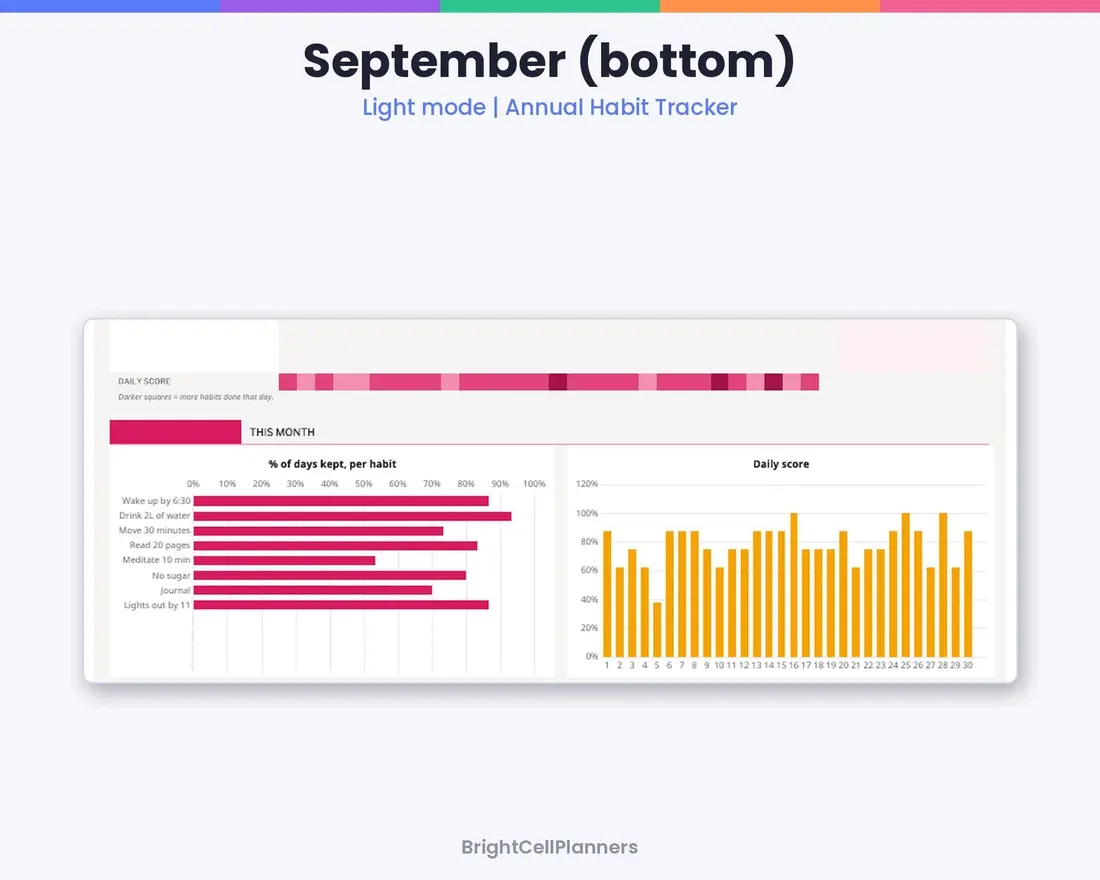 September (bottom)
Light mode | Annual Habit Tracker
DAILY SCORE
Darker squares = more habits done that day.
THIS MONTH
% of days kept, per habit
0% 10% 20% 30% 40% 50% 60% 70% 80% 90% 100%
Wake up by 6:30
Drink 2L of water
Move 30 minutes
Read 20 pages
Meditate 10 min
No sugar
Journal
Lights out by 11
Daily score
120%
100%
80%
60%
40%
20%
0%
1 2 3 4 5 6 7 8 9 10 11 12 13 14 15 16 17 18 19 20 21 22 23 24 25 26 27 28 29 30
BrightCellPlanners